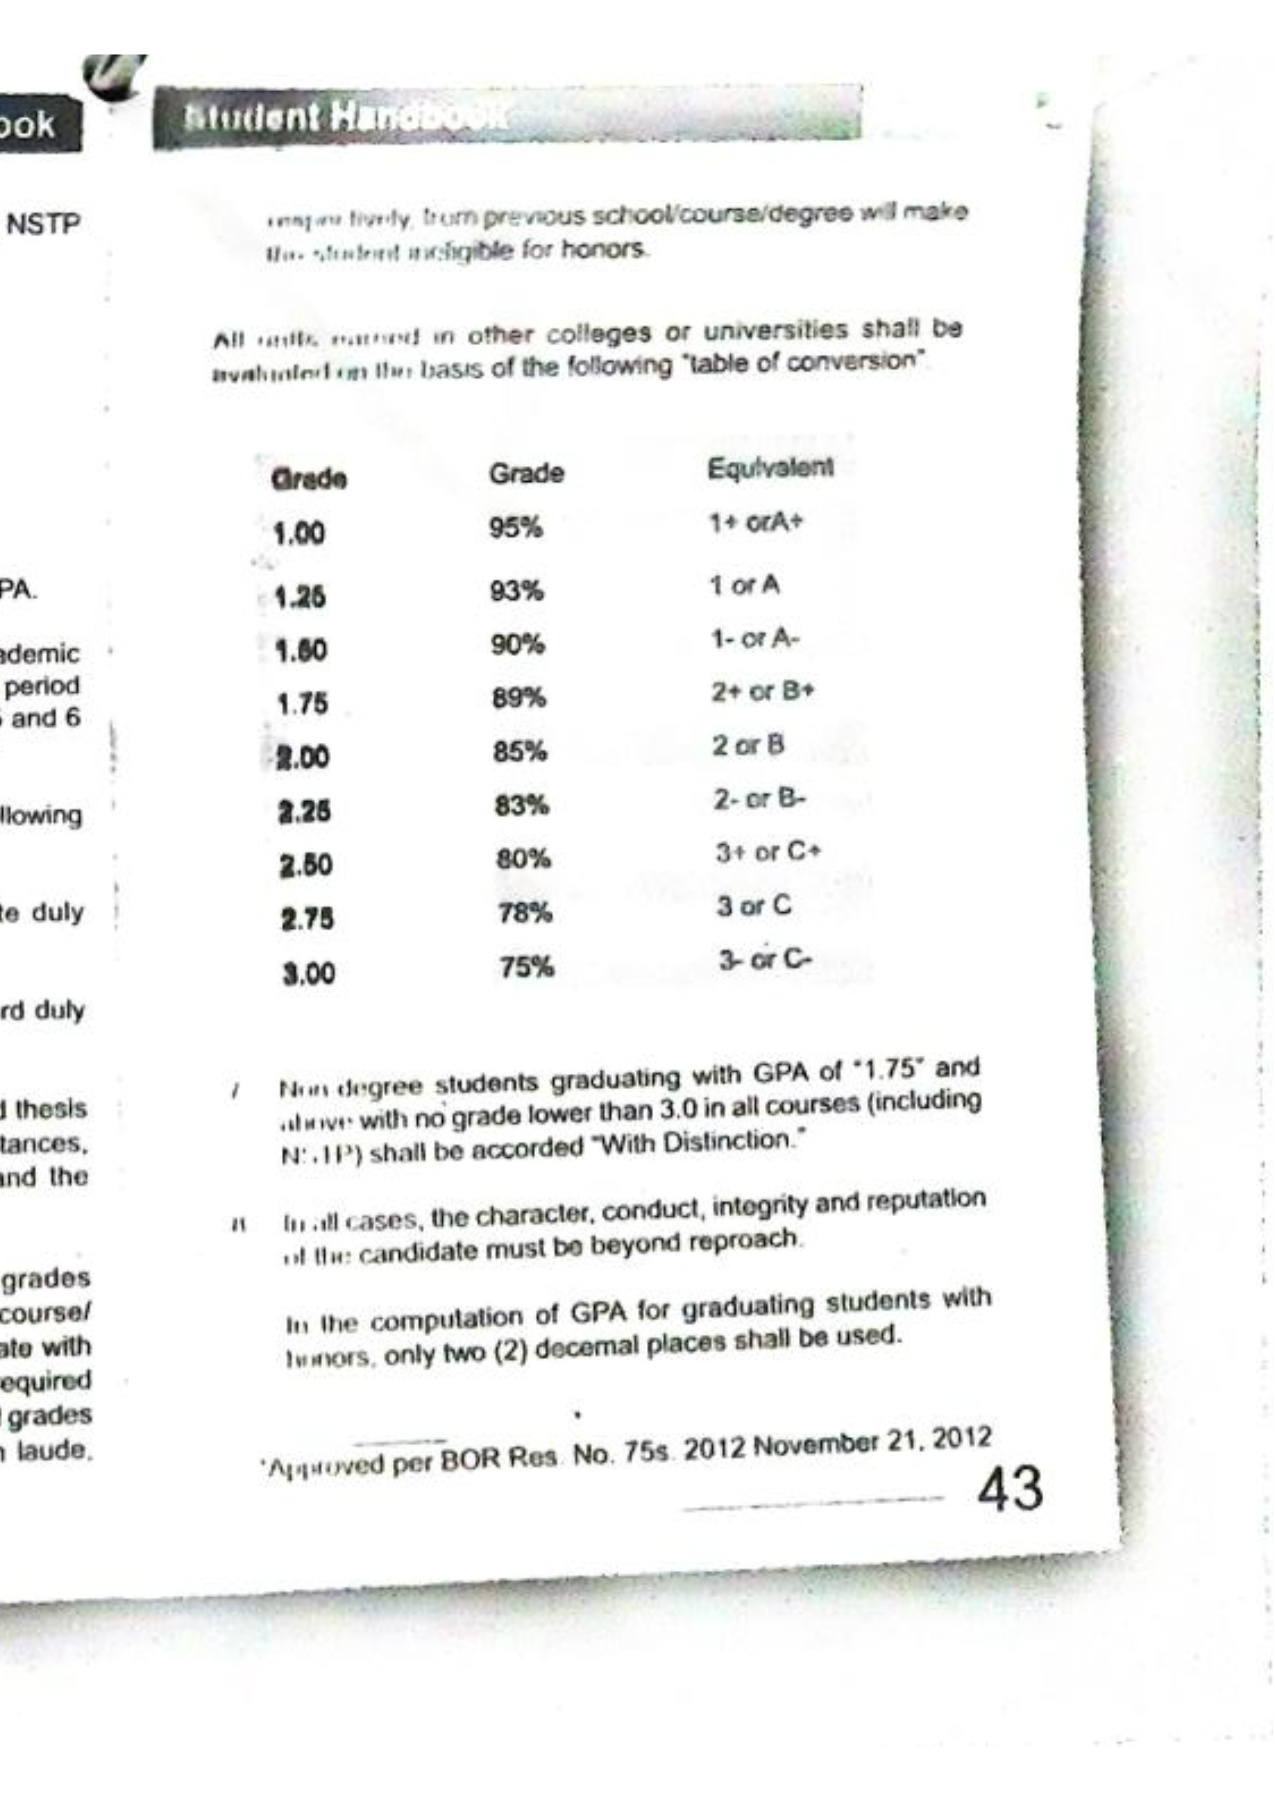 ook
NSTP
PA.
ademic
period
and 6
llowing
te duly
rd duly
d thesis
tances,
and the
grades
course/
ate with
equired
grades
laude.
Student Handbook
from previous school/course/degree will make
the student ineligible for honors.
All units earned in other colleges or universities shall be
evaluated on the basis of the following "table of conversion".
Grade Grade Equivalent
1.00 95% 1+ orA+
1.25 93% 1 or A
1.50 90% 1- or A-
1.75 89% 2+ or B+
2.00 85% 2 or B
2.25 83% 2- or B-
2.50 80% 3+ or C+
2.75 78% 3 or C
3.00 75% 3- or C-
Non degree students graduating with GPA of "1.75" and
above with no grade lower than 3.0 in all courses (including
NSTP) shall be accorded "With Distinction."
In all cases, the character, conduct, integrity and reputation
of the candidate must be beyond reproach.
In the computation of GPA for graduating students with
honors, only two (2) decemal places shall be used.
*Approved per BOR Res. No. 75s. 2012 November 21, 2012
43